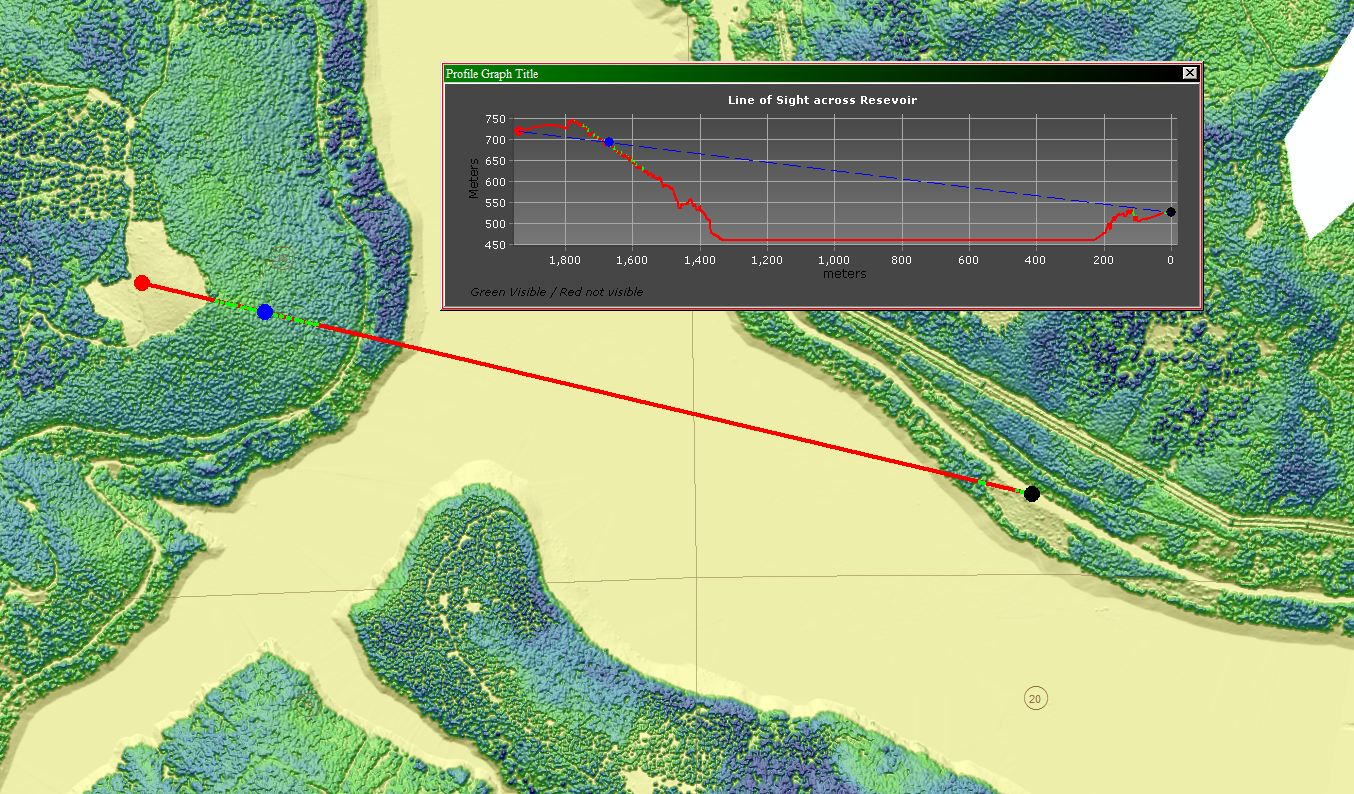 Profile Graph Title
Line of Sight across Resevoir
750
700
650
600
550
500
450
Meters
1,800 1,600 1,400 1,200 1,000 800 600 400 200 0
meters
Green Visible / Red not visible
20